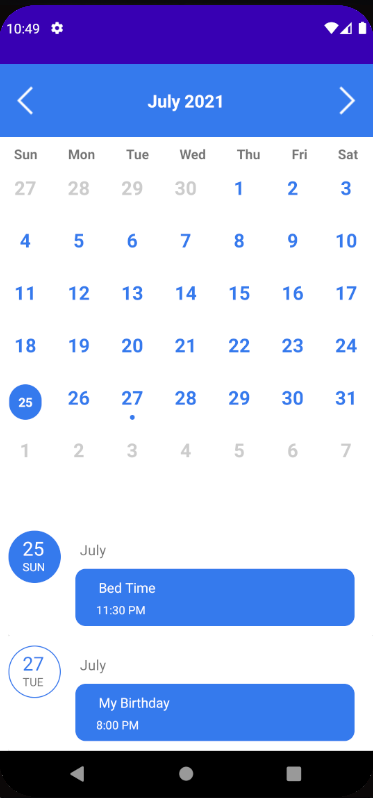 10:49
July 2021
Sun Mon Tue Wed Thu Fri Sat
27 28 29 30 1 2 3
4 5 6 7 8 9 10
11 12 13 14 15 16 17
18 19 20 21 22 23 24
25 26 27 28 29 30 31
1 2 3 4 5 6 7
25 July
SUN
Bed Time
11:30 PM
27 July
TUE
My Birthday
8:00 PM